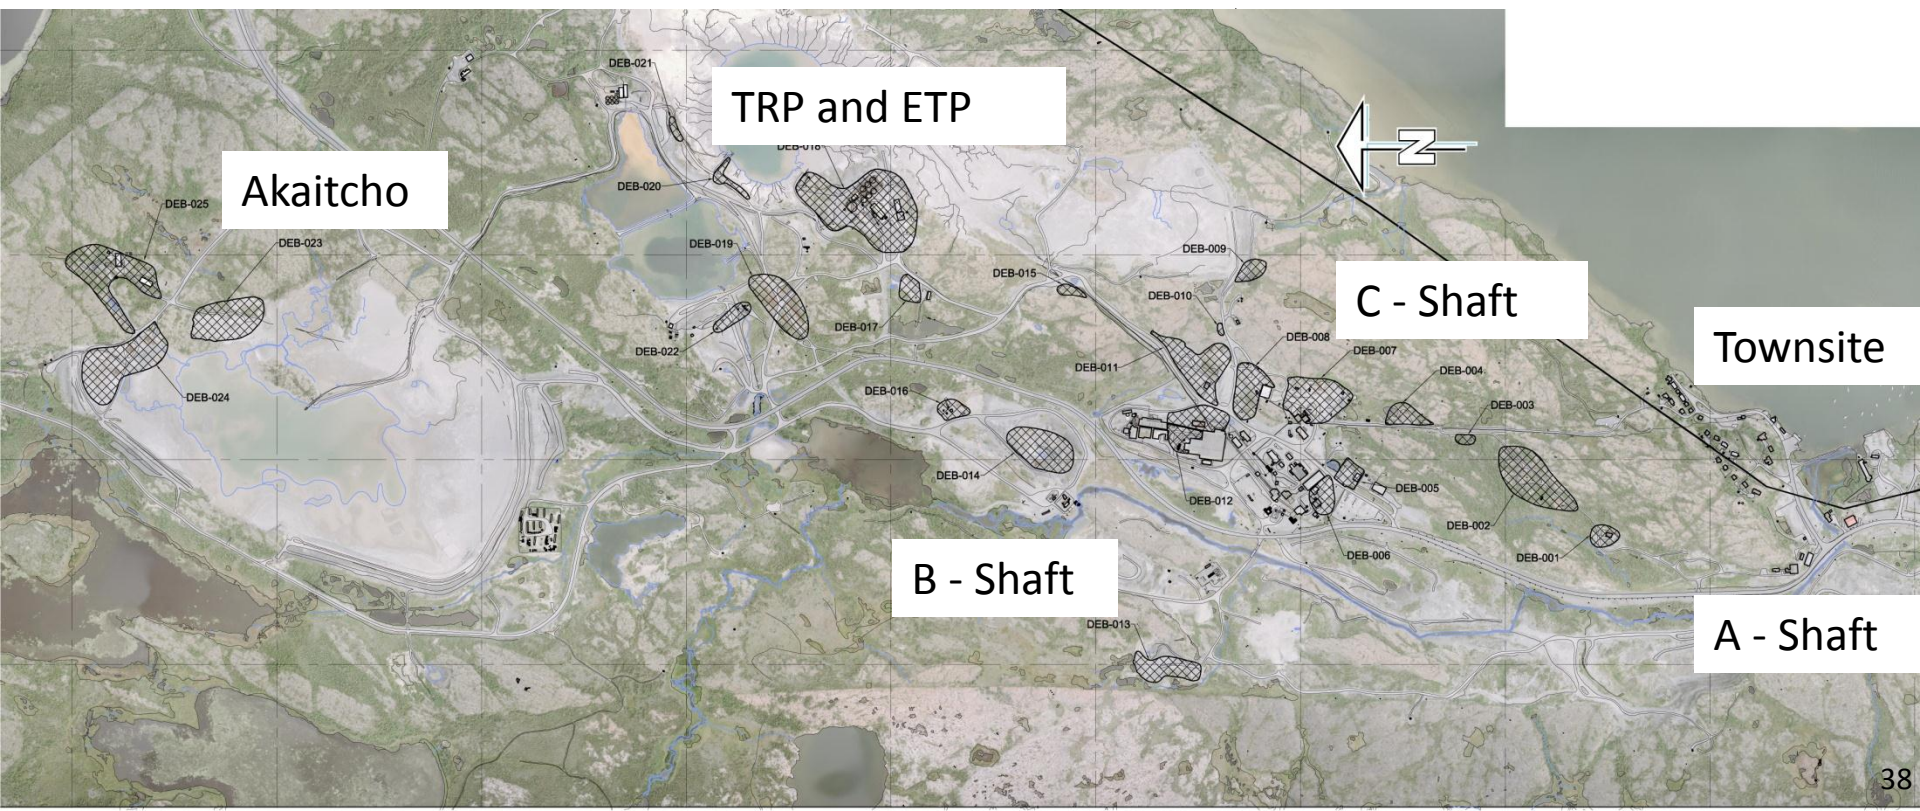 DEB-021
TRP and ETP
DEB-018
Akaitcho
DEB-020
N
DEB-025
DEB-023
DEB-019
DEB-009
DEB-015
C - Shaft
DEB-010
DEB-017
DEB-008
Townsite
DEB-022
DEB-007
DEB-011
DEB-004
DEB-016
DEB-024
DEB-003
DEB-014
DEB-005
DEB-012
DEB-002
DEB-006
DEB-001
B - Shaft
DEB-013
A - Shaft
38